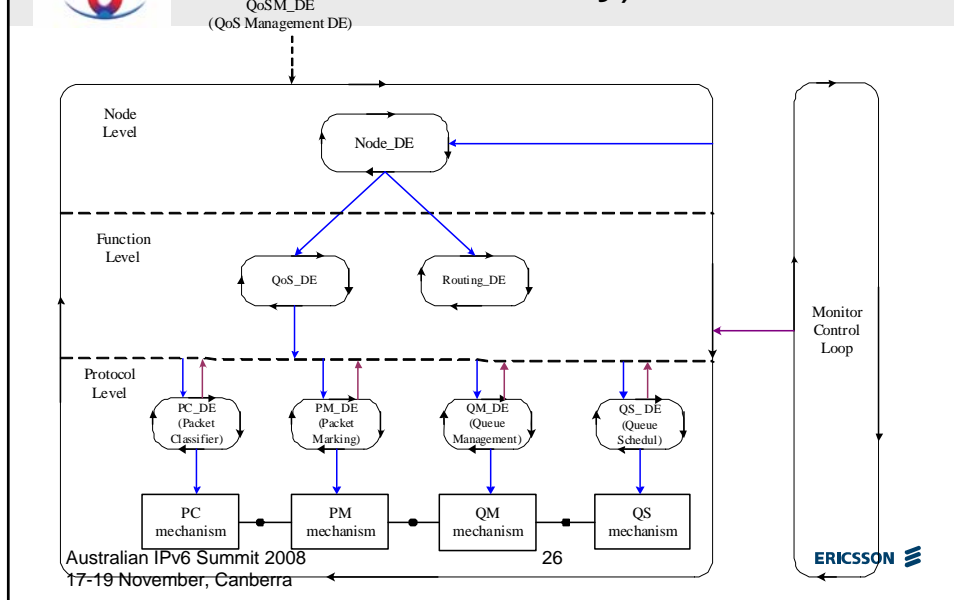 QoSM_DE
(QoS Management DE)
Node
Level
Node_DE
Function
Level
QoS_DE
Routing_DE
Monitor
Control
Loop
Protocol
Level
PC_DE
(Packet
Classifier)
PM_DE
(Packet
Marking)
QM_DE
(Queue
Management)
QS_ DE
(Queue
Schedul)
PC
mechanism
PM
mechanism
QM
mechanism
QS
mechanism
Australian IPv6 Summit 2008
17-19 November, Canberra
26
ERICSSON